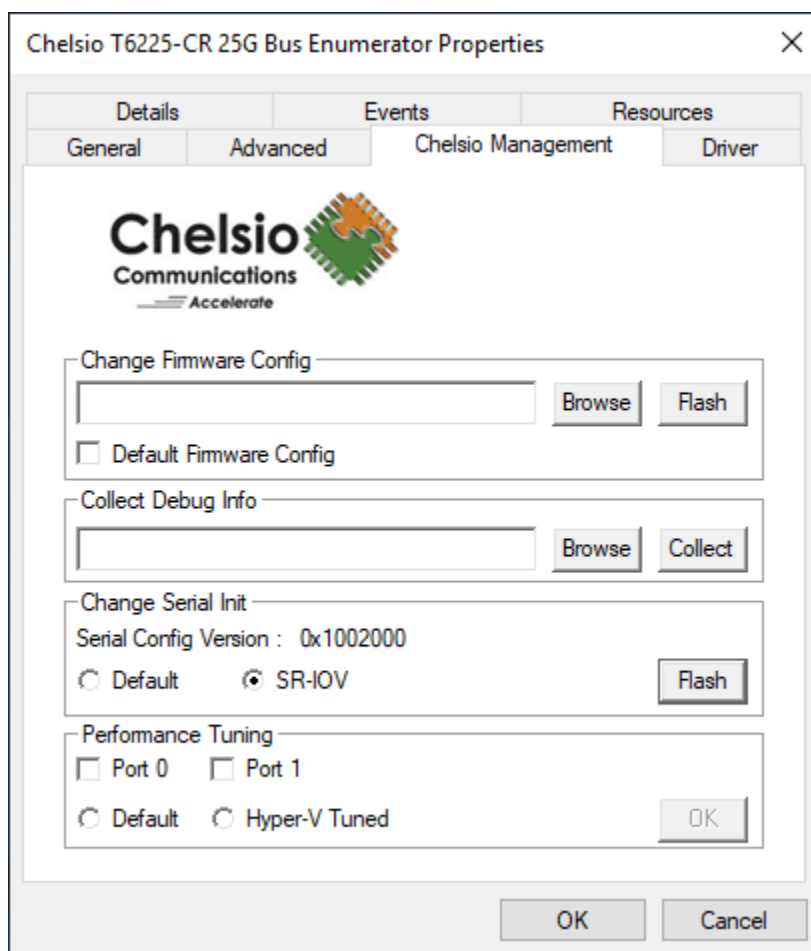 Chelsio T6225-CR 25G Bus Enumerator Properties
Details Events Resources
General Advanced Chelsio Management Driver
Chelsio
Communications
Accelerate
Change Firmware Config
Browse Flash
Default Firmware Config
Collect Debug Info
Browse Collect
Change Serial Init
Serial Config Version : 0x1002000
Default SR-IOV Flash
Performance Tuning
Port 0 Port 1
Default Hyper-V Tuned OK
OK Cancel